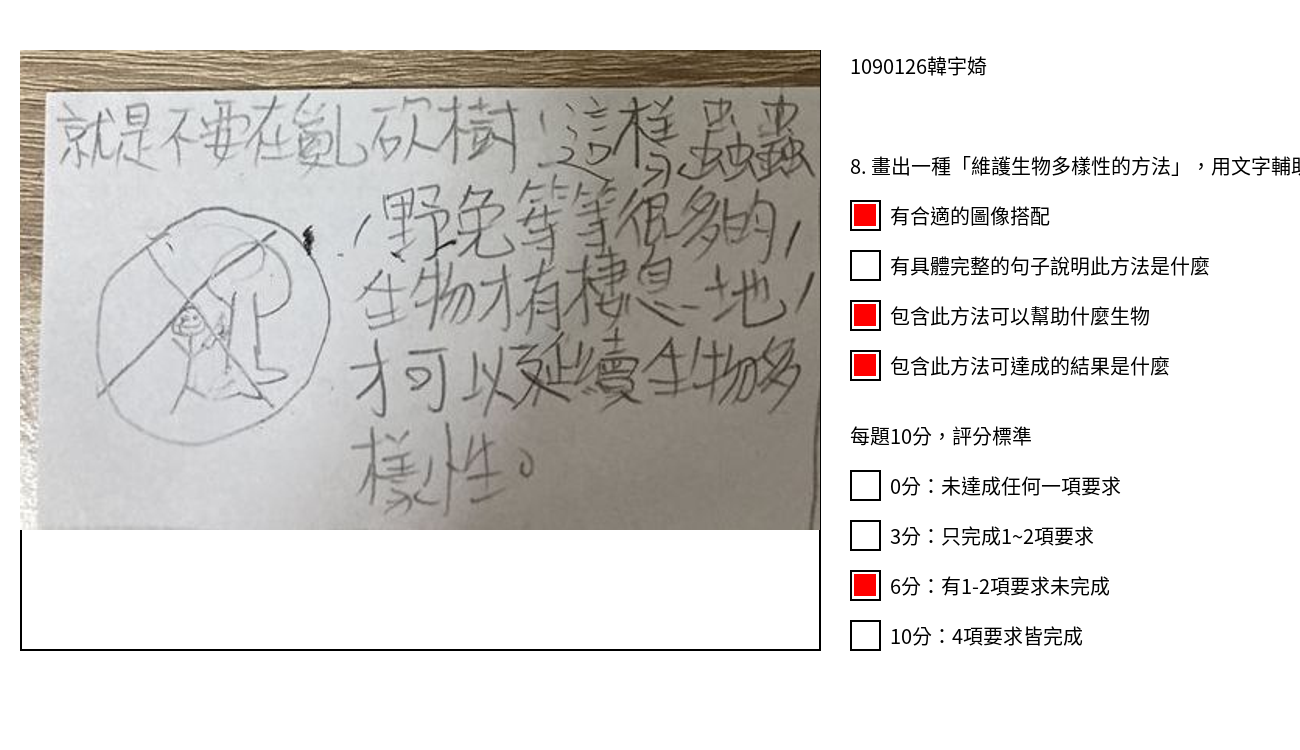 就是不要在亂砍樹,這樣蟲蟲
,野兔等等很多的,
生物才有棲息地,
才可以延續生物多
樣性。
1090126韓宇婍
8. 畫出一種「維護生物多樣性的方法」，用文字輔助
有合適的圖像搭配
有具體完整的句子說明此方法是什麼
包含此方法可以幫助什麼生物
包含此方法可達成的結果是什麼
每題10分，評分標準
0分：未達成任何一項要求
3分：只完成1~2項要求
6分：有1-2項要求未完成
10分：4項要求皆完成